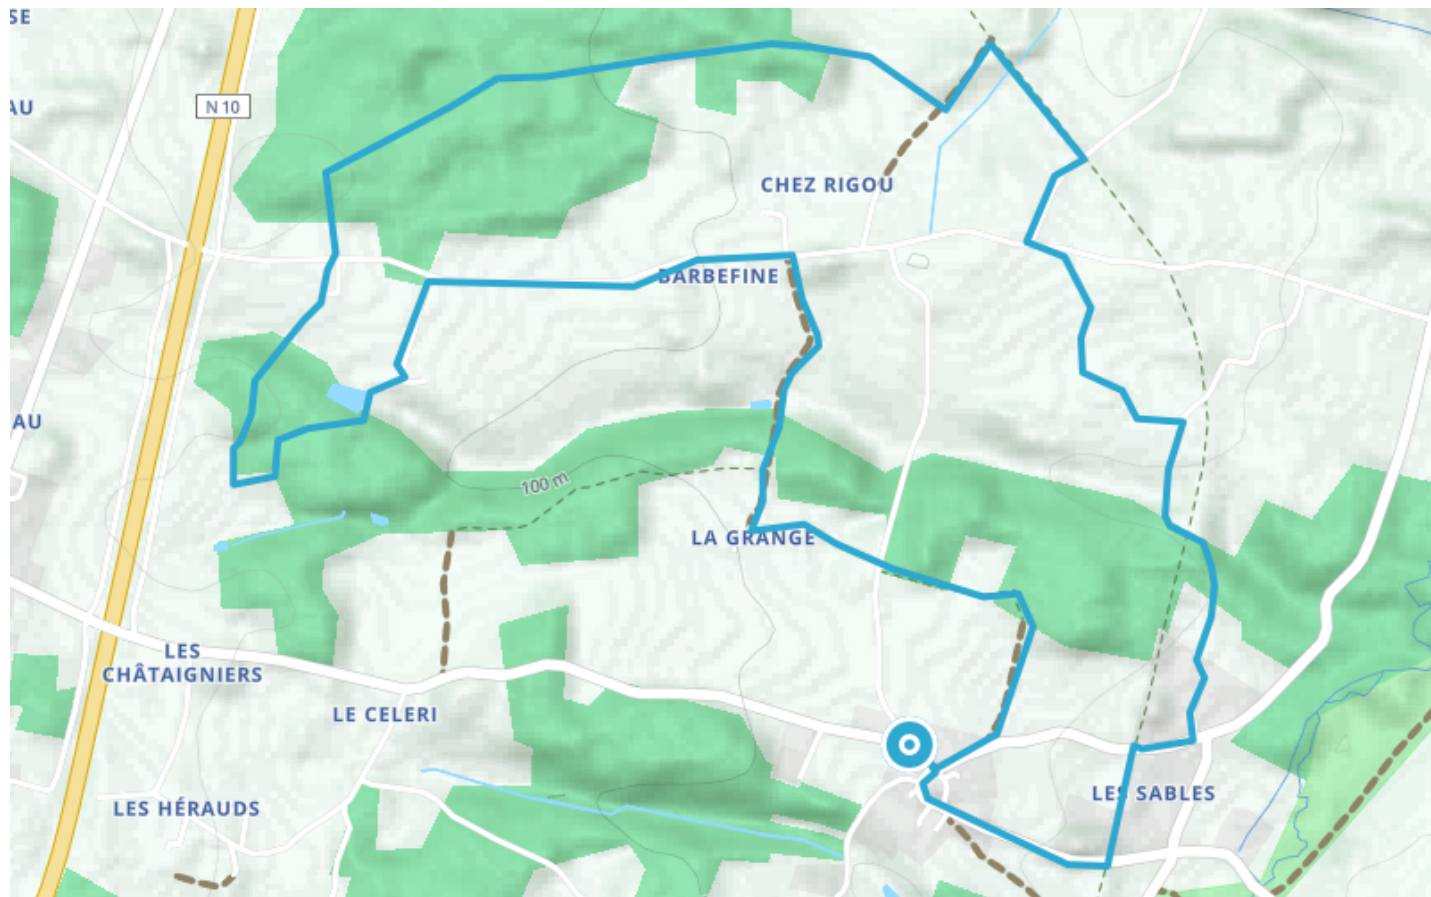 SE
AU
N 10
CHEZ RIGOU
BARBEFINE
AU
100 m
LA GRANGE
LES
CHÂTAIGNIERS
LE CELERI
LES HÉRAUDS
LES SABLES